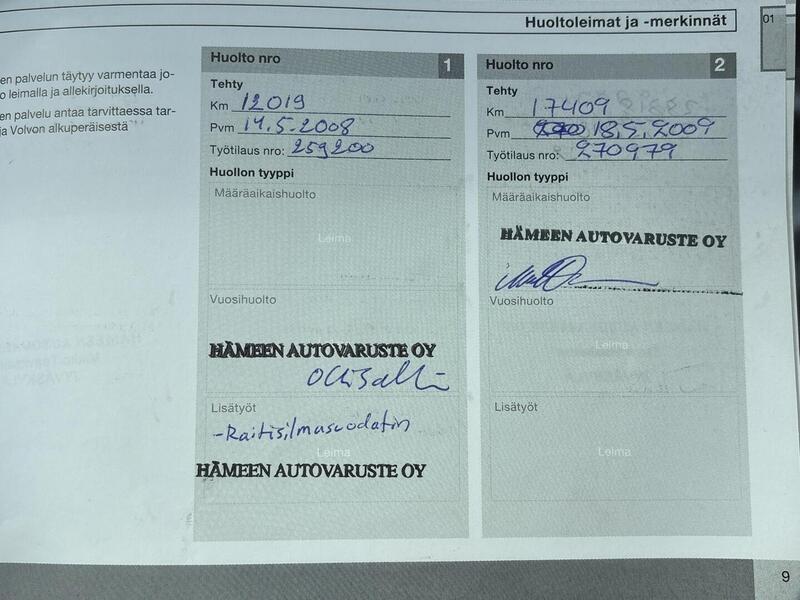 Huoltoleimat ja -merkinnät
01
en palvelun täytyy varmentaa jo-
o leimalla ja allekirjoituksella.
en palvelu antaa tarvittaessa tar-
ja Volvon alkuperäisestä
Huolto nro 1
Tehty
Km 12019
Pvm 14.5-2008
Työtilaus nro: 259200
Huollon tyyppi
Määräaikaishuolto
Leima
Vuosihuolto
HÄMEEN AUTOVARUSTE OY
Lisätyöt
-Raitisilmasuodatin
Leima
HÄMEEN AUTOVARUSTE OY
Huolto nro 2
Tehty
Km 17409
Pvm 18,5,2009
Työtilaus nro: 270979
Huollon tyyppi
Määräaikaishuolto
HÄMEEN AUTOVARUSTE OY
Vuosihuolto
Leima
Lisätyöt
Leima
9